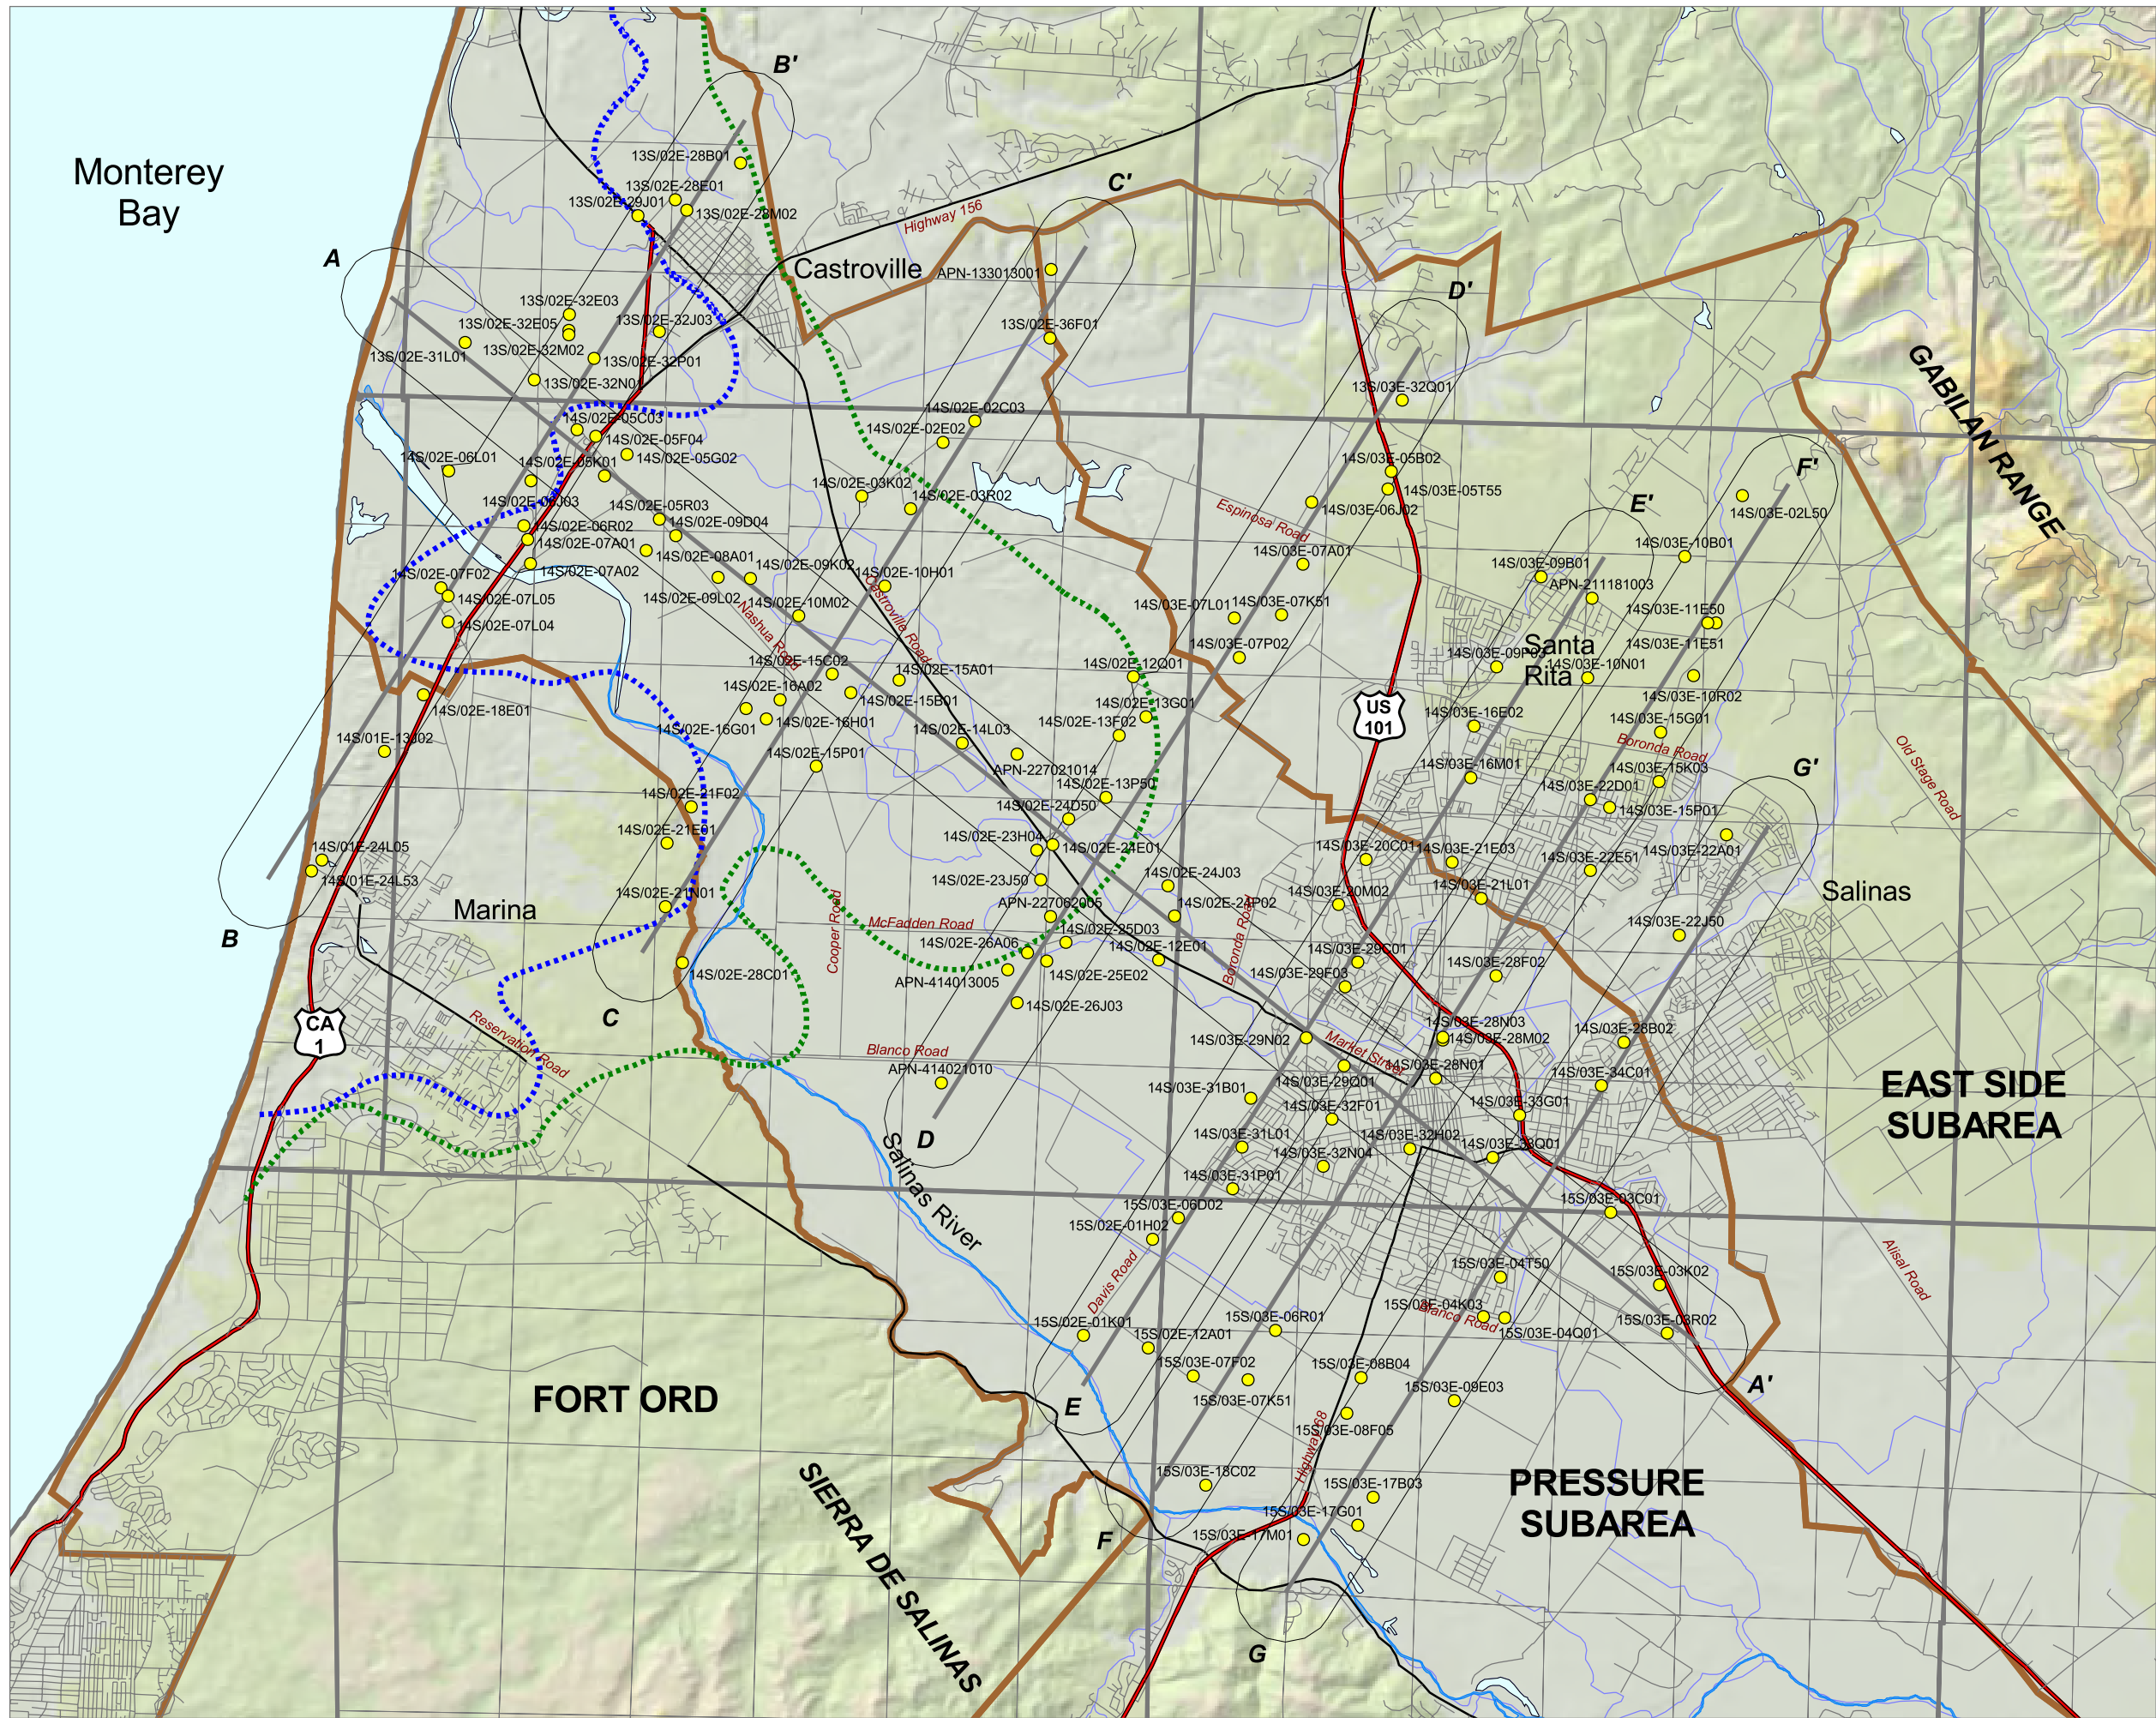 B'
13S/02E-28B01
Monterey
Bay
13S/02E-28E01
C'
13S/02E-29J01
13S/02E-28M02
Highway 156
A
Castroville
APN-133013001
D'
13S/02E-32E03
13S/02E-32E05
13S/02E-32J03
13S/02E-36F01
13S/02E-31L01
13S/02E-32M02
13S/02E-32P01
GABILAN RANGE
13S/02E-32N01
13S/03E-32Q01
14S/02E-05C03
14S/02E-02C03
14S/02E-02E02
14S/02E-05F04
14S/02E-06L01
14S/02E-05K01
14S/02E-05G02
14S/03E-05B02
F'
14S/02E-03K02
14S/02E-03R02
14S/03E-05T55
E'
14S/03E-02L50
14S/02E-05R03
Espinosa Road
14S/03E-06J02
14S/02E-06R02
14S/02E-09D04
14S/02E-07A01
14S/02E-08A01
14S/03E-07A01
14S/03E-10B01
14S/03E-09B01
14S/02E-07F02
14S/02E-07A02
14S/02E-09K02
14S/02E-10H01
APN-211181003
14S/02E-07L05
14S/02E-09L02
14S/02E-10M02
14S/03E-07L01
14S/03E-07K51
14S/03E-11E50
14S/02E-07L04
Nashua Road
Castroville Road
14S/03E-07P02
Santa
Rita
14S/03E-11E51
14S/02E-15C02
14S/02E-15A01
14S/02E-12Q01
14S/03E-09P03
14S/03E-10N01
14S/02E-16A02
14S/02E-15B01
14S/03E-10R02
14S/02E-18E01
14S/02E-13G01
US
101
14S/03E-16E02
14S/03E-15G01
14S/02E-16G01
14S/02E-16H01
14S/02E-14L03
14S/02E-13F02
14S/01E-13J02
14S/02E-15P01
APN-227021014
Boronda Road
Old Stage Road
14S/03E-16M01
14S/03E-15K03
G'
14S/02E-21F02
14S/02E-13P50
14S/03E-22D01
14S/02E-24D50
14S/03E-15P01
14S/02E-21E01
14S/02E-23H04
14S/02E-24E01
14S/03E-20C01
14S/03E-21E03
14S/03E-22A01
14S/01E-24L05
14S/03E-22E51
14S/01E-24L53
14S/02E-23J50
14S/02E-24J03
14S/03E-20M02
14S/03E-21L01
Salinas
14S/02E-21N01
APN-227062005
14S/02E-24P02
Marina
McFadden Road
Cooper Road
Boronda Road
14S/03E-22J50
B
14S/02E-25D03
14S/02E-26A06
14S/02E-12E01
14S/03E-29C01
14S/03E-28F02
14S/02E-28C01
APN-414013005
14S/02E-25E02
14S/03E-29F03
C
14S/02E-26J03
CA
1
Reservation Road
14S/03E-28N03
14S/03E-28B02
14S/03E-29N02
Market Street
14S/03E-28M02
Blanco Road
APN-414021010
14S/03E-28N01
14S/03E-34C01
14S/03E-31B01
14S/03E-29Q01
EAST SIDE
SUBAREA
14S/03E-32F01
14S/03E-33G01
D
14S/03E-31L01
14S/03E-32H02
14S/03E-33Q01
14S/03E-32N04
Salinas River
14S/03E-31P01
15S/03E-06D02
15S/03E-03C01
15S/02E-01H02
Alisal Road
Davis Road
15S/03E-04T50
15S/03E-03K02
15S/03E-04K03
Blanco Road
15S/02E-01K01
15S/03E-06R01
15S/03E-03R02
15S/02E-12A01
15S/03E-04Q01
15S/03E-07F02
15S/03E-08B04
A'
FORT ORD
15S/03E-07K51
15S/03E-09E03
E
15S/03E-08F05
Highway 68
15S/03E-18C02
15S/03E-17B03
PRESSURE
SUBAREA
SIERRA DE SALINAS
15S/03E-17G01
F
15S/03E-17M01
G